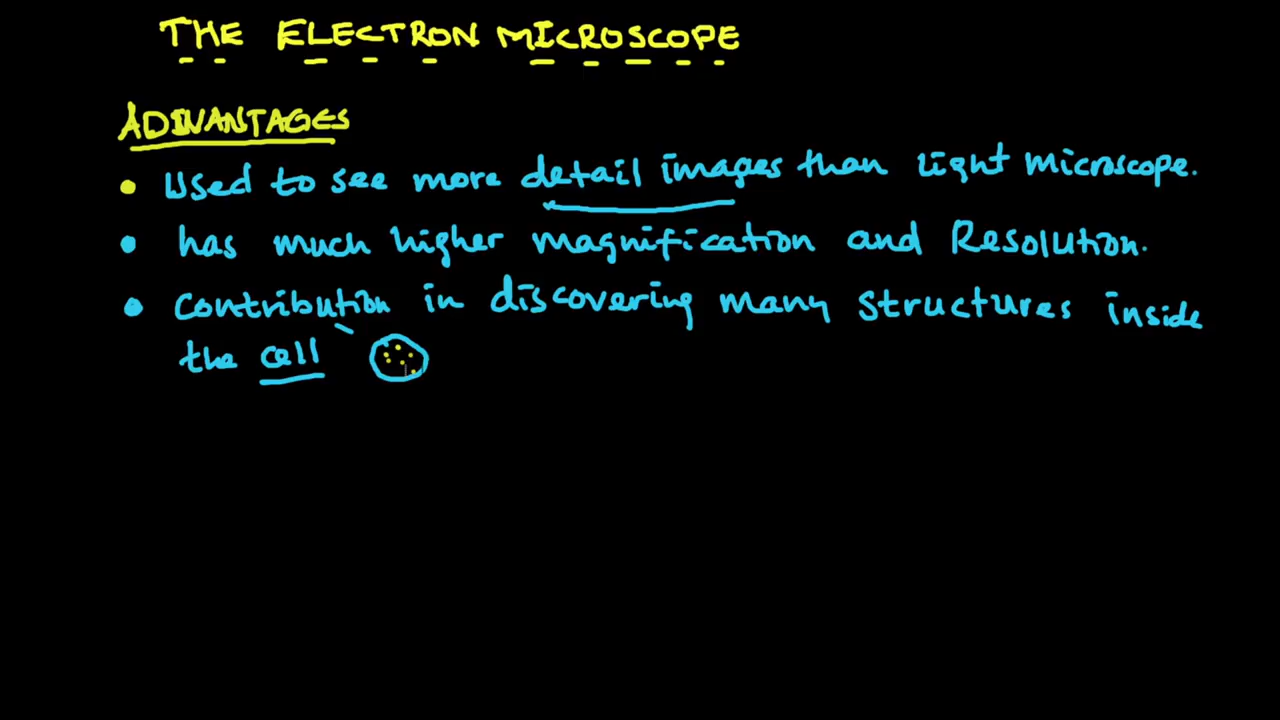 THE ELECTRON MICROSCOPE
ADVANTAGES
• Used to see more detail images than light microscope.
• has much higher magnification and Resolution.
• contribution in discovering many structures inside
the cell